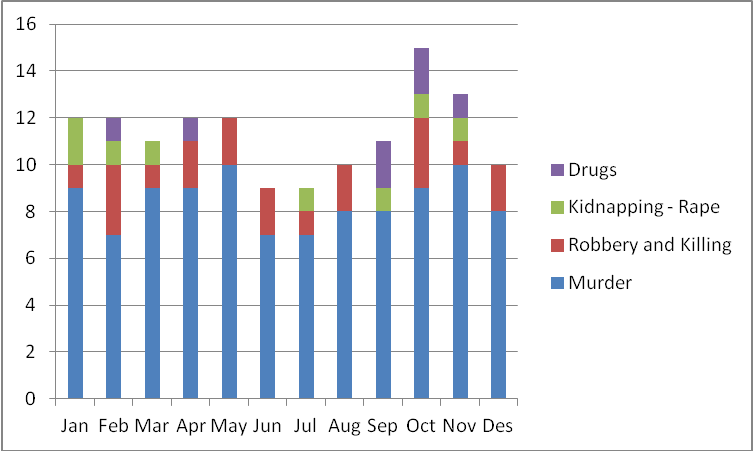 16
14
12
10
8
6
4
2
0
Jan Feb Mar Apr May Jun Jul Aug Sep Oct Nov Des
Drugs
Kidnapping - Rape
Robbery and Killing
Murder